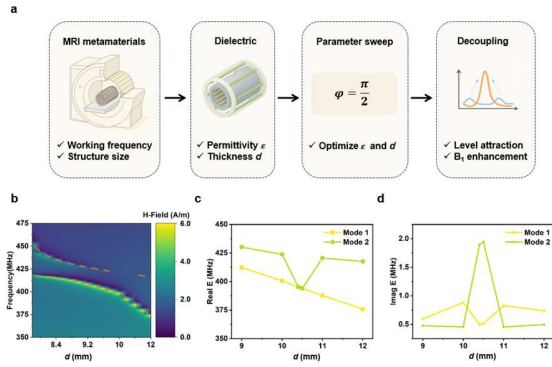 a
MRI metamaterials
Dielectric
Parameter sweep
Decoupling
φ = π/2
✓ Working frequency
✓ Structure size
✓ Permittivity ε
✓ Thickness d
✓ Optimize ε and d
✓ Level attraction
✓ B₁ enhancement
b
H-Field (A/m)
Frequency(MHz)
475
450
425
400
375
350
8.4
9.2
10
12
d (mm)
6.0
4.0
2.0
0.0
c
Mode 1
Mode 2
Real E (MHz)
450
425
400
375
350
9
10
11
12
d (mm)
d
Mode 1
Mode 2
Imag E (MHz)
2.0
1.5
1.0
0.5
9
10
11
12
d (mm)